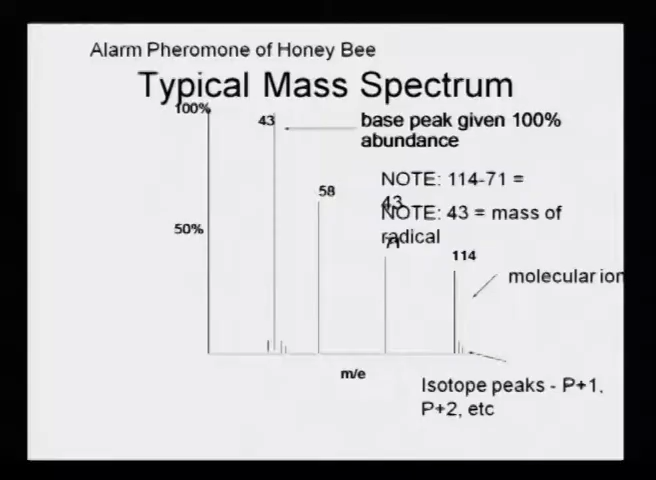 Alarm Pheromone of Honey Bee
Typical Mass Spectrum
100%
43
base peak given 100%
abundance
58
NOTE: 114-71 =
43
NOTE: 43 = mass of
radical
50%
71
114
molecular ion
m/e
Isotope peaks - P+1,
P+2, etc